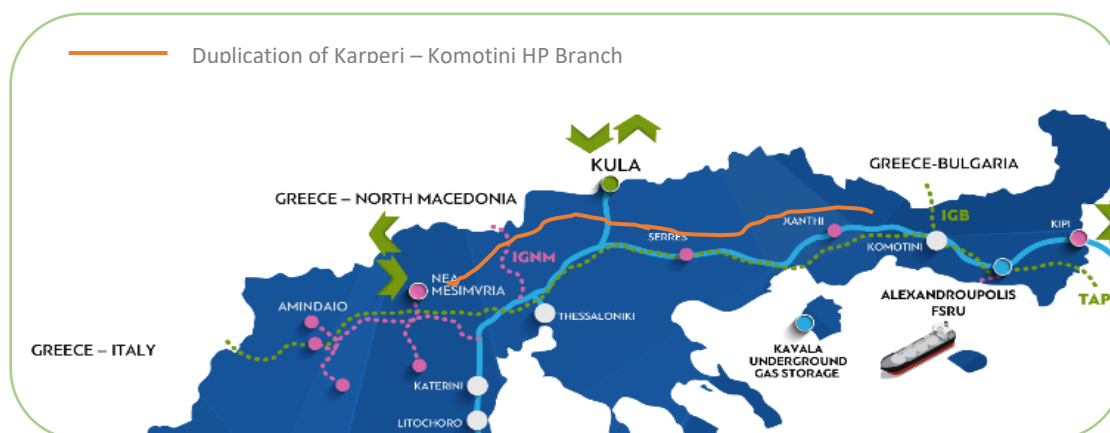 Duplication of Karperi – Komotini HP Branch
KULA
GREECE-BULGARIA
GREECE – NORTH MACEDONIA
IGB
XANTHI
KIPI
SERRES
KOMOTINI
IGNM
NEA
MESIMVRIA
ALEXANDROUPOLIS
FSRU
TAP
AMINDAIO
THESSALONIKI
GREECE – ITALY
KAVALA
UNDERGROUND
GAS STORAGE
KATERINI
LITOCHORO